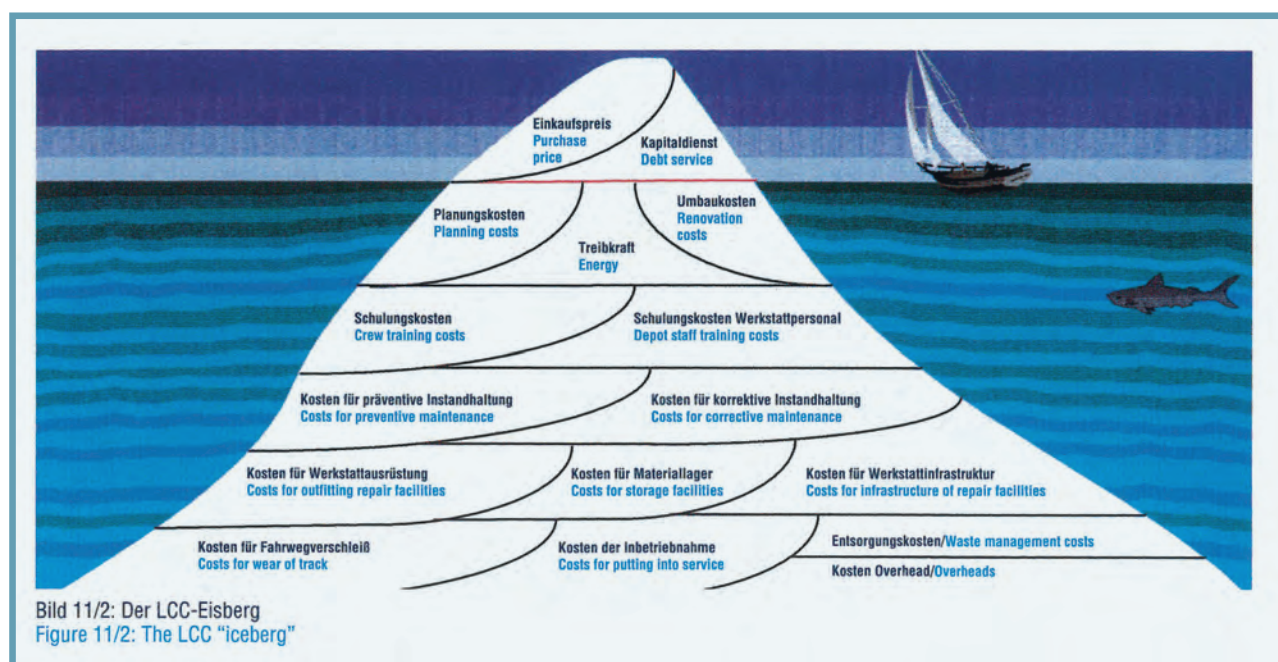 Einkaufspreis
Purchase
price
Kapitaldienst
Debt service
Planungskosten
Planning costs
Umbaukosten
Renovation
costs
Treibkraft
Energy
Schulungskosten
Crew training costs
Schulungskosten Werkstattpersonal
Depot staff training costs
Kosten für präventive Instandhaltung
Costs for preventive maintenance
Kosten für korrektive Instandhaltung
Costs for corrective maintenance
Kosten für Werkstattausrüstung
Costs for outfitting repair facilities
Kosten für Materiallager
Costs for storage facilities
Kosten für Werkstattinfrastruktur
Costs for infrastructure of repair facilities
Kosten für Fahrwegverschleiß
Costs for wear of track
Kosten der Inbetriebnahme
Costs for putting into service
Entsorgungskosten/Waste management costs
Kosten Overhead/Overheads
Bild 11/2: Der LCC-Eisberg
Figure 11/2: The LCC “iceberg”